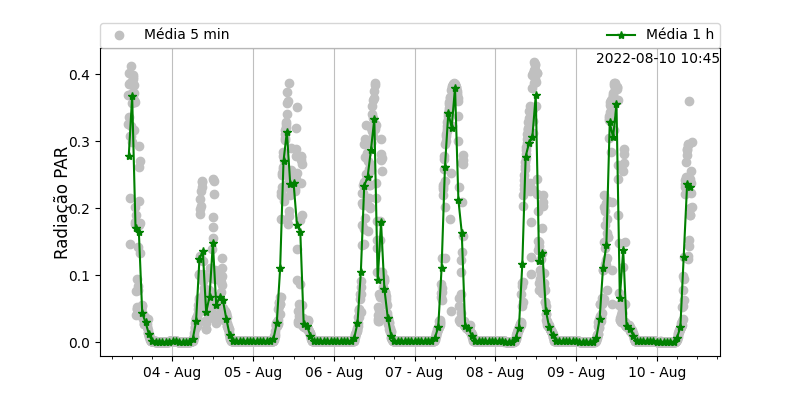 Média 5 min
Média 1 h
2022-08-10 10:45
Radiação PAR
0.4
0.3
0.2
0.1
0.0
04 - Aug
05 - Aug
06 - Aug
07 - Aug
08 - Aug
09 - Aug
10 - Aug